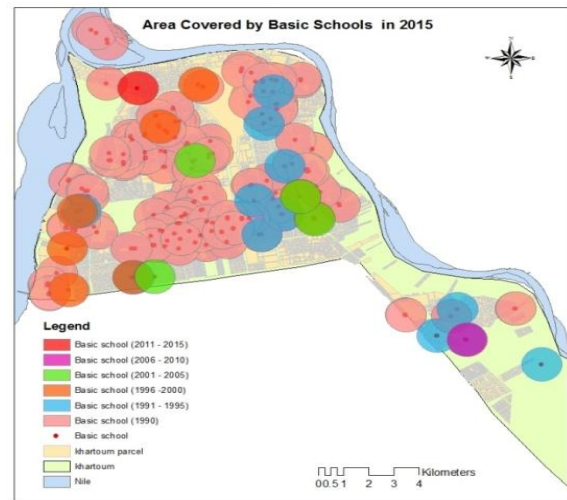 Area Covered by Basic Schools in 2015
Legend
Basic school (2011 - 2015)
Basic school (2006 - 2010)
Basic school (2001 - 2005)
Basic school (1996 -2000)
Basic school (1991 - 1995)
Basic school (1990)
Basic school
khartoum parcel
khartoum
Nile
Kilometers
00.51 2 3 4